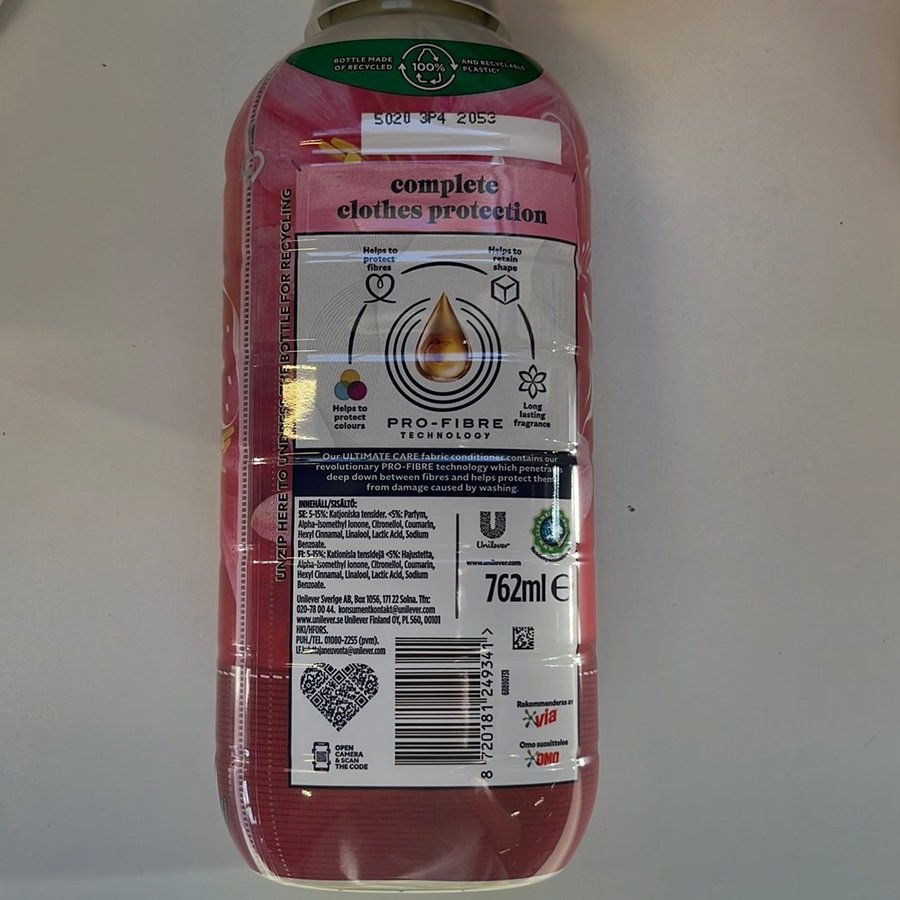 BOTTLE MADE
OF RECYCLED
100%
AND RECYCLABLE
PLASTIC*
5020 3P4 2053
complete
clothes protection
Helps to
protect
fibres
Helps to
retain
shape
Helps to
protect
colours
Long
lasting
fragrance
PRO-FIBRE
TECHNOLOGY
Our ULTIMATE CARE fabric conditioner contains our
revolutionary PRO-FIBRE technology which penetrates
deep down between fibres and helps protect them
from damage caused by washing.
UNZIP HERE TO UNDRESS THE BOTTLE FOR RECYCLING
INNEHÅLL/SISÄLTÖ:
SE: 5-15%: Katjoniska tensider. <5%: Parfym,
Alpha-Isomethyl Ionone, Citronellol, Coumarin,
Hexyl Cinnamal, Linalool, Lactic Acid, Sodium
Benzoate.
FI: 5-15%: Kationisia tensidejä <5%: Hajustetta,
Alpha-Isomethyl Ionone, Citronellol, Coumarin,
Hexyl Cinnamal, Linalool, Lactic Acid, Sodium
Benzoate.
Unilever Sverige AB, Box 1056, 171 22 Solna. Tfn:
020-78 00 44. konsumentkontakt@unilever.com
www.unilever.se Unilever Finland OY, PL 560, 00101
HKI/HFORS.
PUH./TEL. 01080-2255 (pvm).
Unilever
www.unilever.com
762ml e
8 720181 249341 >
68890731
OPEN
CAMERA
& SCAN
THE CODE
Rekommenderas av
via
Omo suosittelee
OMO